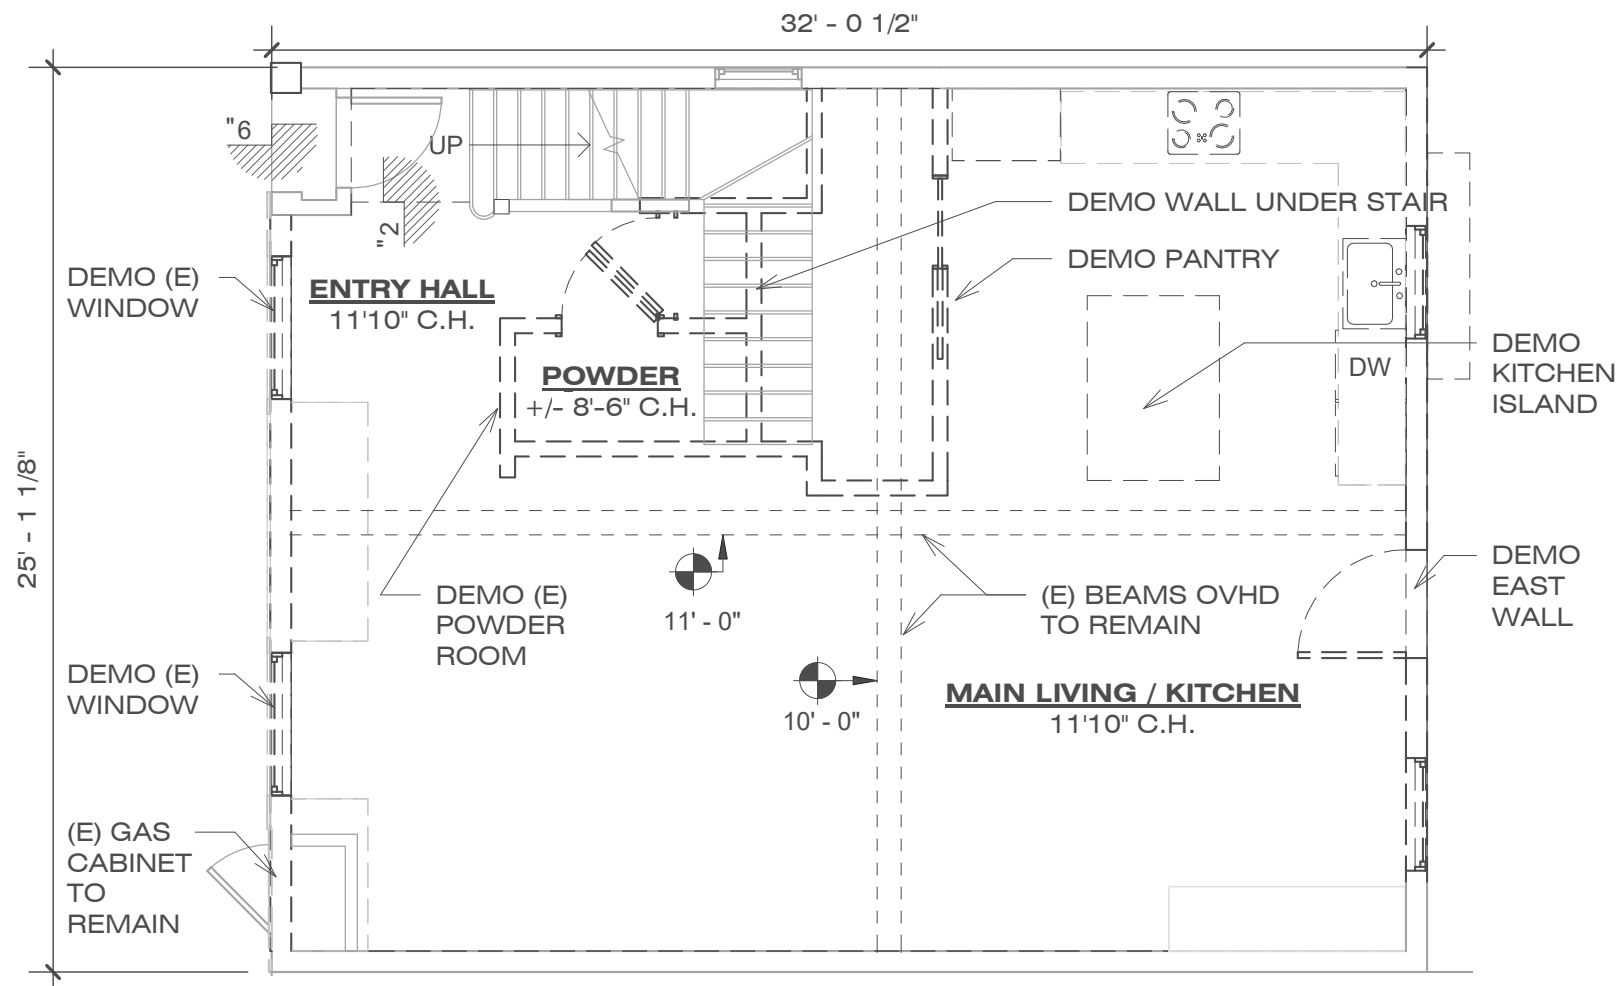 32' - 0 1/2"
25' - 1 1/8"
"6
"2
UP
DEMO (E)
WINDOW
ENTRY HALL
11'10" C.H.
POWDER
+/- 8'-6" C.H.
DEMO WALL UNDER STAIR
DEMO PANTRY
DW
DEMO
KITCHEN
ISLAND
DEMO
EAST
WALL
DEMO (E)
POWDER
ROOM
11' - 0"
(E) BEAMS OVHD
TO REMAIN
DEMO (E)
WINDOW
10' - 0"
MAIN LIVING / KITCHEN
11'10" C.H.
(E) GAS
CABINET
TO
REMAIN